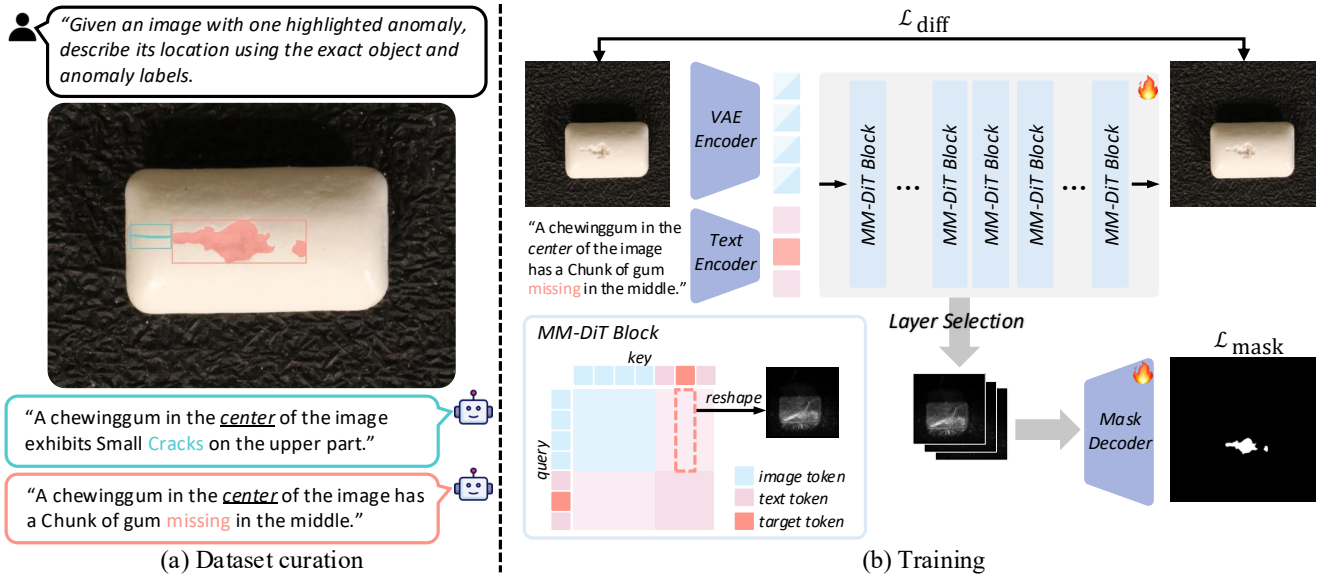 “Given an image with one highlighted anomaly,
describe its location using the exact object and
anomaly labels.
“A chewinggum in the center of the image
exhibits Small Cracks on the upper part.”
“A chewinggum in the center of the image has
a Chunk of gum missing in the middle.”
(a) Dataset curation
ℒ diff
VAE
Encoder
“A chewinggum in the
center of the image
has a Chunk of gum
missing in the middle.”
Text
Encoder
MM-DiT Block
...
MM-DiT Block
MM-DiT Block
MM-DiT Block
...
MM-DiT Block
Layer Selection
MM-DiT Block
key
query
reshape
image token
text token
target token
ℒ mask
Mask
Decoder
(b) Training